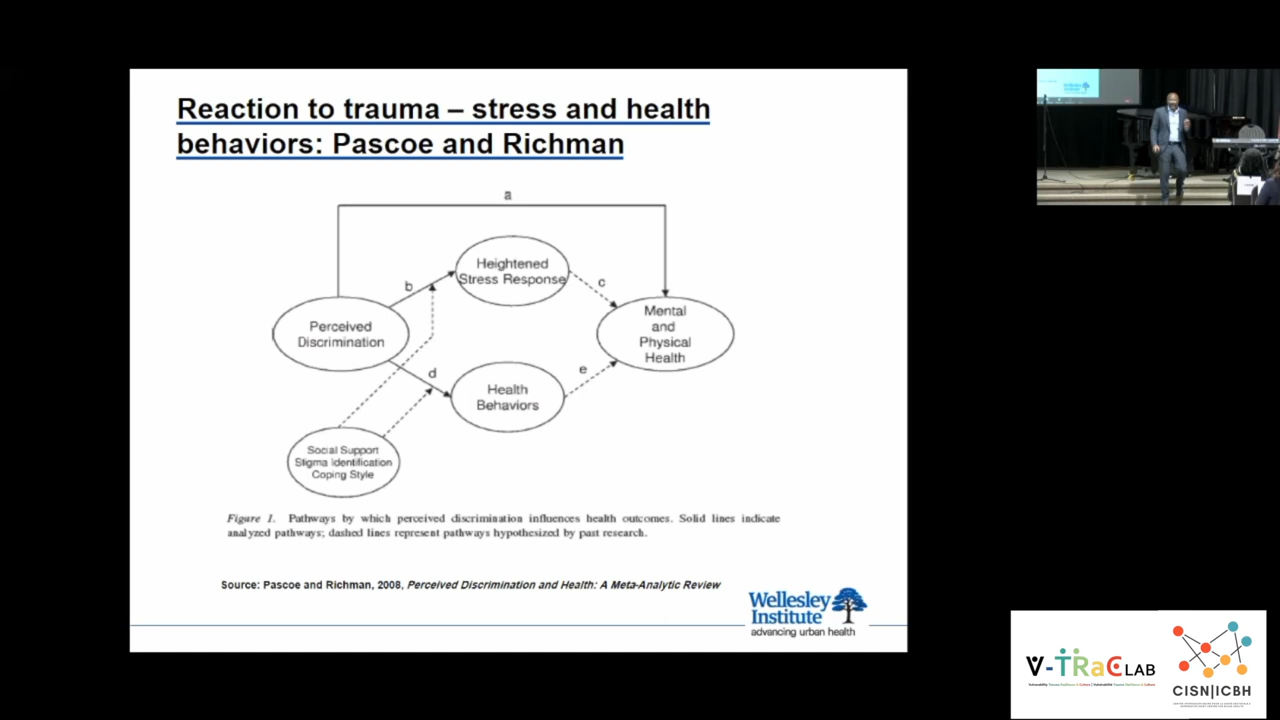 Reaction to trauma – stress and health
behaviors: Pascoe and Richman
a
Heightened
Stress Response
b
c
Perceived
Discrimination
Mental
and
Physical
Health
d
e
Health
Behaviors
Social Support
Stigma Identification
Coping Style
Figure 1. Pathways by which perceived discrimination influences health outcomes. Solid lines indicate
analyzed pathways; dashed lines represent pathways hypothesized by past research.
Source: Pascoe and Richman, 2008, Perceived Discrimination and Health: A Meta-Analytic Review
Wellesley
Institute
advancing urban health
V-TRaC LAB
CISN|ICBH